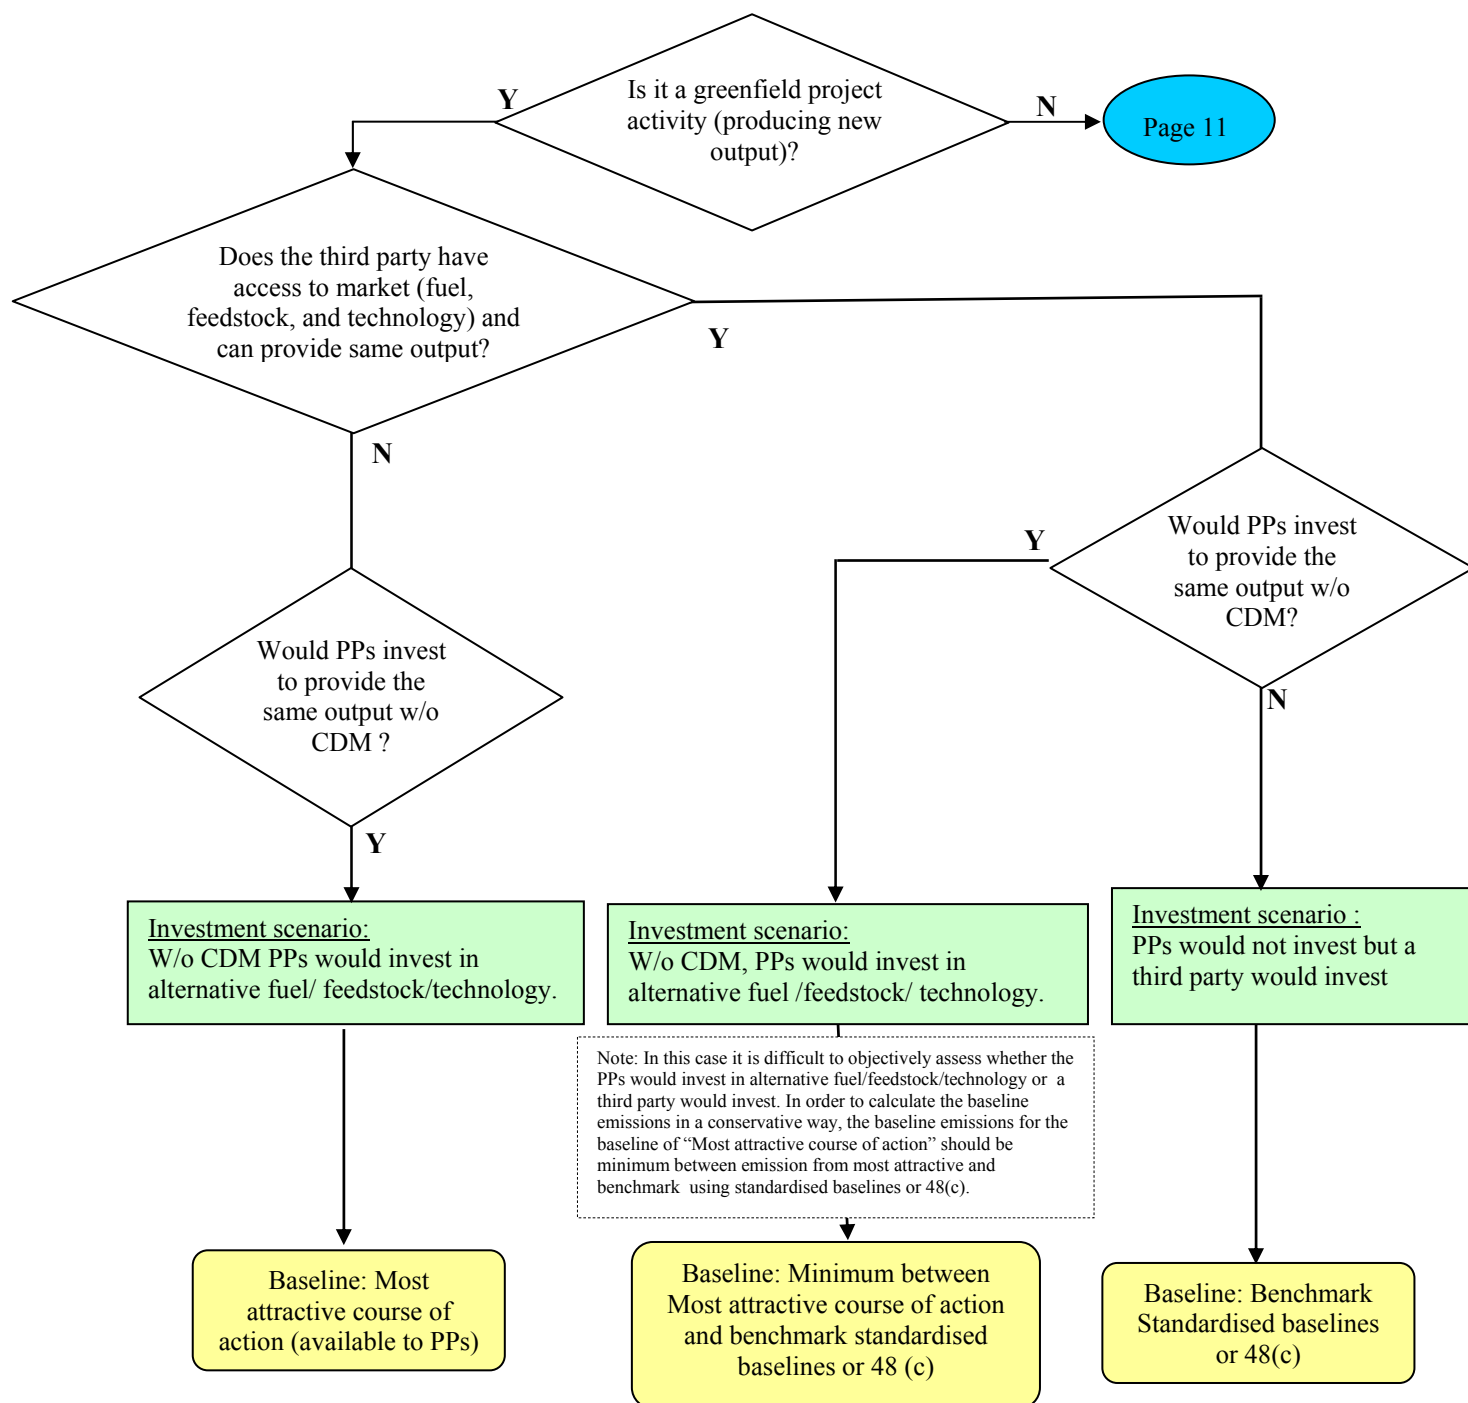 Is it a greenfield project
activity (producing new
output)?
Y
N
Page 11
Does the third party have
access to market (fuel,
feedstock, and technology) and
can provide same output?
Y
N
Would PPs invest
to provide the
same output w/o
CDM?
Y
N
Would PPs invest
to provide the
same output w/o
CDM ?
Y
Investment scenario:
W/o CDM PPs would invest in
alternative fuel/ feedstock/technology.
Investment scenario:
W/o CDM, PPs would invest in
alternative fuel /feedstock/ technology.
Investment scenario :
PPs would not invest but a
third party would invest
Note: In this case it is difficult to objectively assess whether the
PPs would invest in alternative fuel/feedstock/technology or a
third party would invest. In order to calculate the baseline
emissions in a conservative way, the baseline emissions for the
baseline of “Most attractive course of action” should be
minimum between emission from most attractive and
benchmark using standardised baselines or 48(c).
Baseline: Most
attractive course of
action (available to PPs)
Baseline: Minimum between
Most attractive course of action
and benchmark standardised
baselines or 48 (c)
Baseline: Benchmark
Standardised baselines
or 48(c)